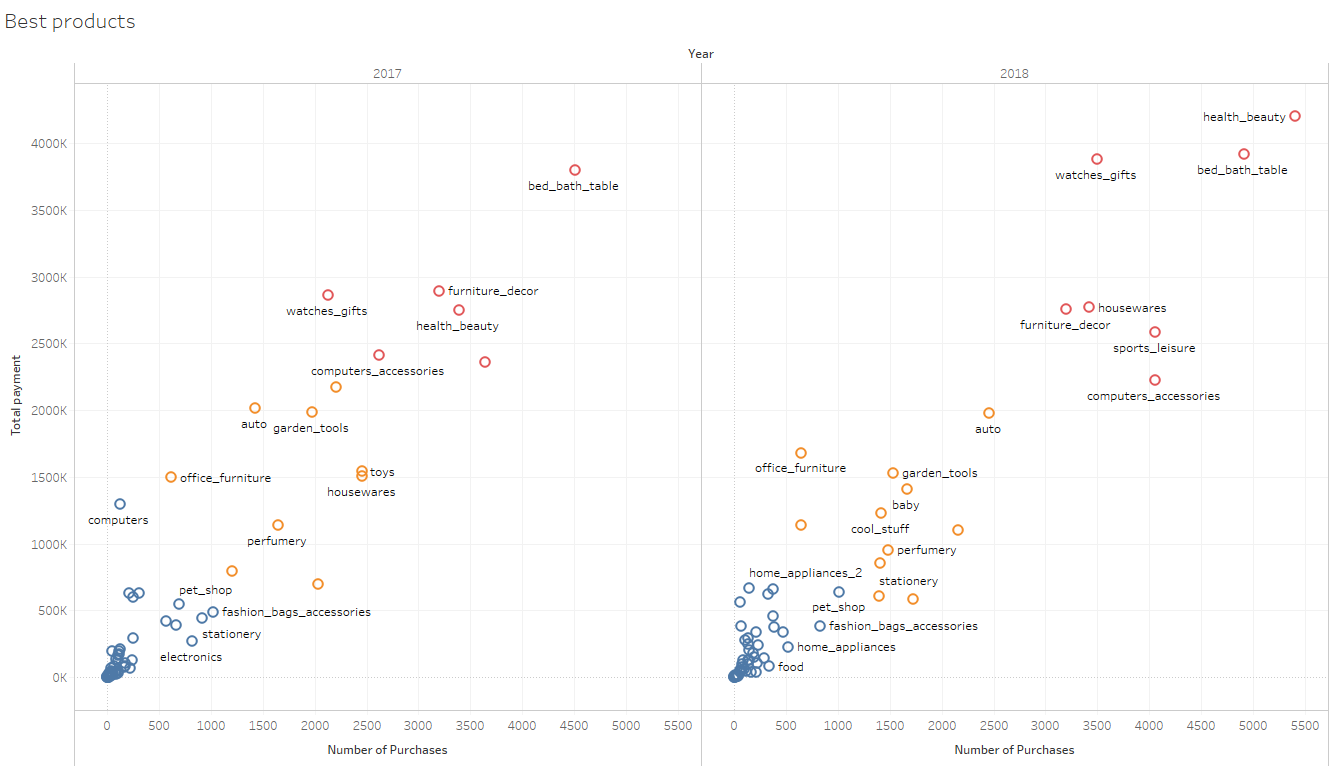 Best products
Year
2017
2018
health_beauty
4000K
watches_gifts
bed_bath_table
bed_bath_table
3500K
3000K
furniture_decor
watches_gifts
housewares
health_beauty
furniture_decor
2500K
sports_leisure
computers_accessories
computers_accessories
Total payment
2000K
auto
garden_tools
auto
office_furniture
toys
garden_tools
1500K
office_furniture
housewares
baby
computers
cool_stuff
perfumery
1000K
perfumery
home_appliances_2
stationery
pet_shop
500K
fashion_bags_accessories
pet_shop
stationery
fashion_bags_accessories
electronics
home_appliances
food
0K
0 500 1000 1500 2000 2500 3000 3500 4000 4500 5000 5500
0 500 1000 1500 2000 2500 3000 3500 4000 4500 5000 5500
Number of Purchases
Number of Purchases